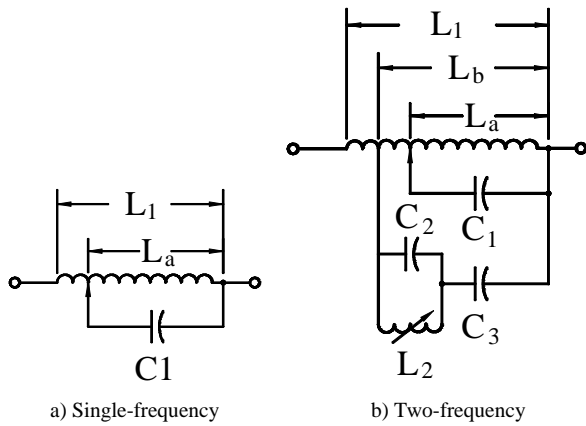 L1
La
C1
a) Single-frequency
L1
Lb
La
C1
C2
C3
L2
b) Two-frequency